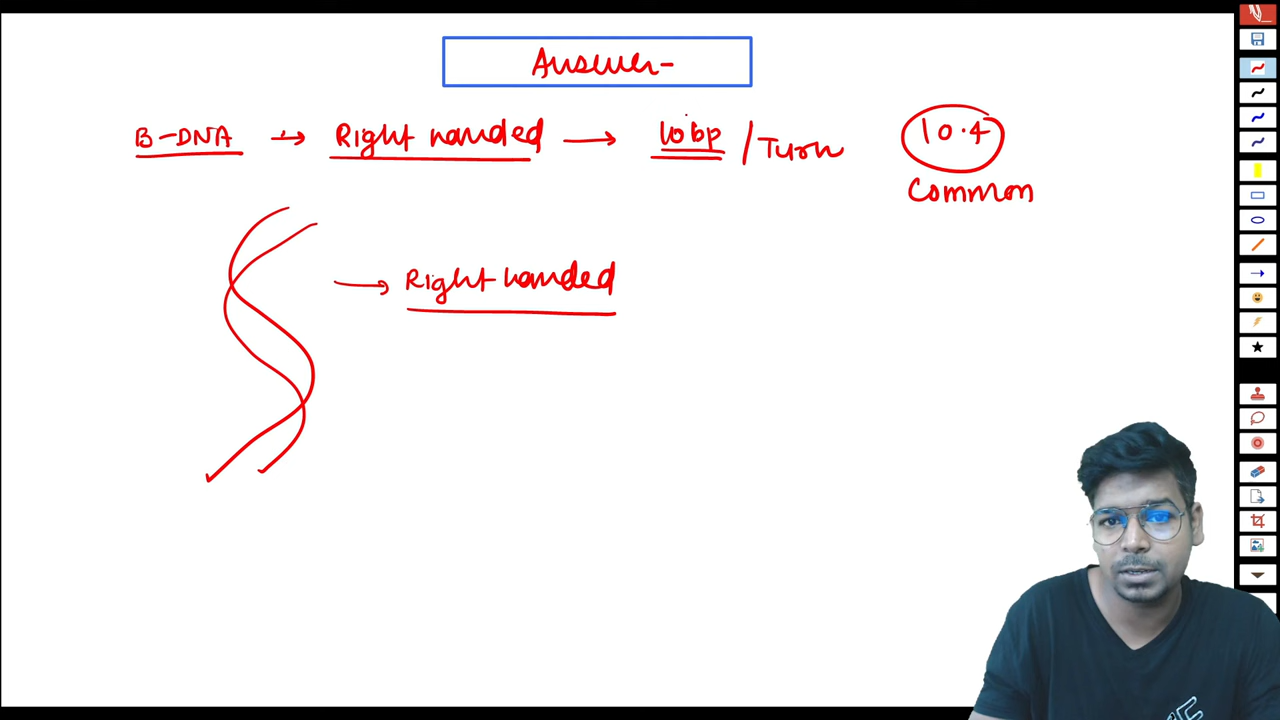 Answer-
B-DNA → Right handed → 10bp / Turn 10.4
Common
→ Right handed